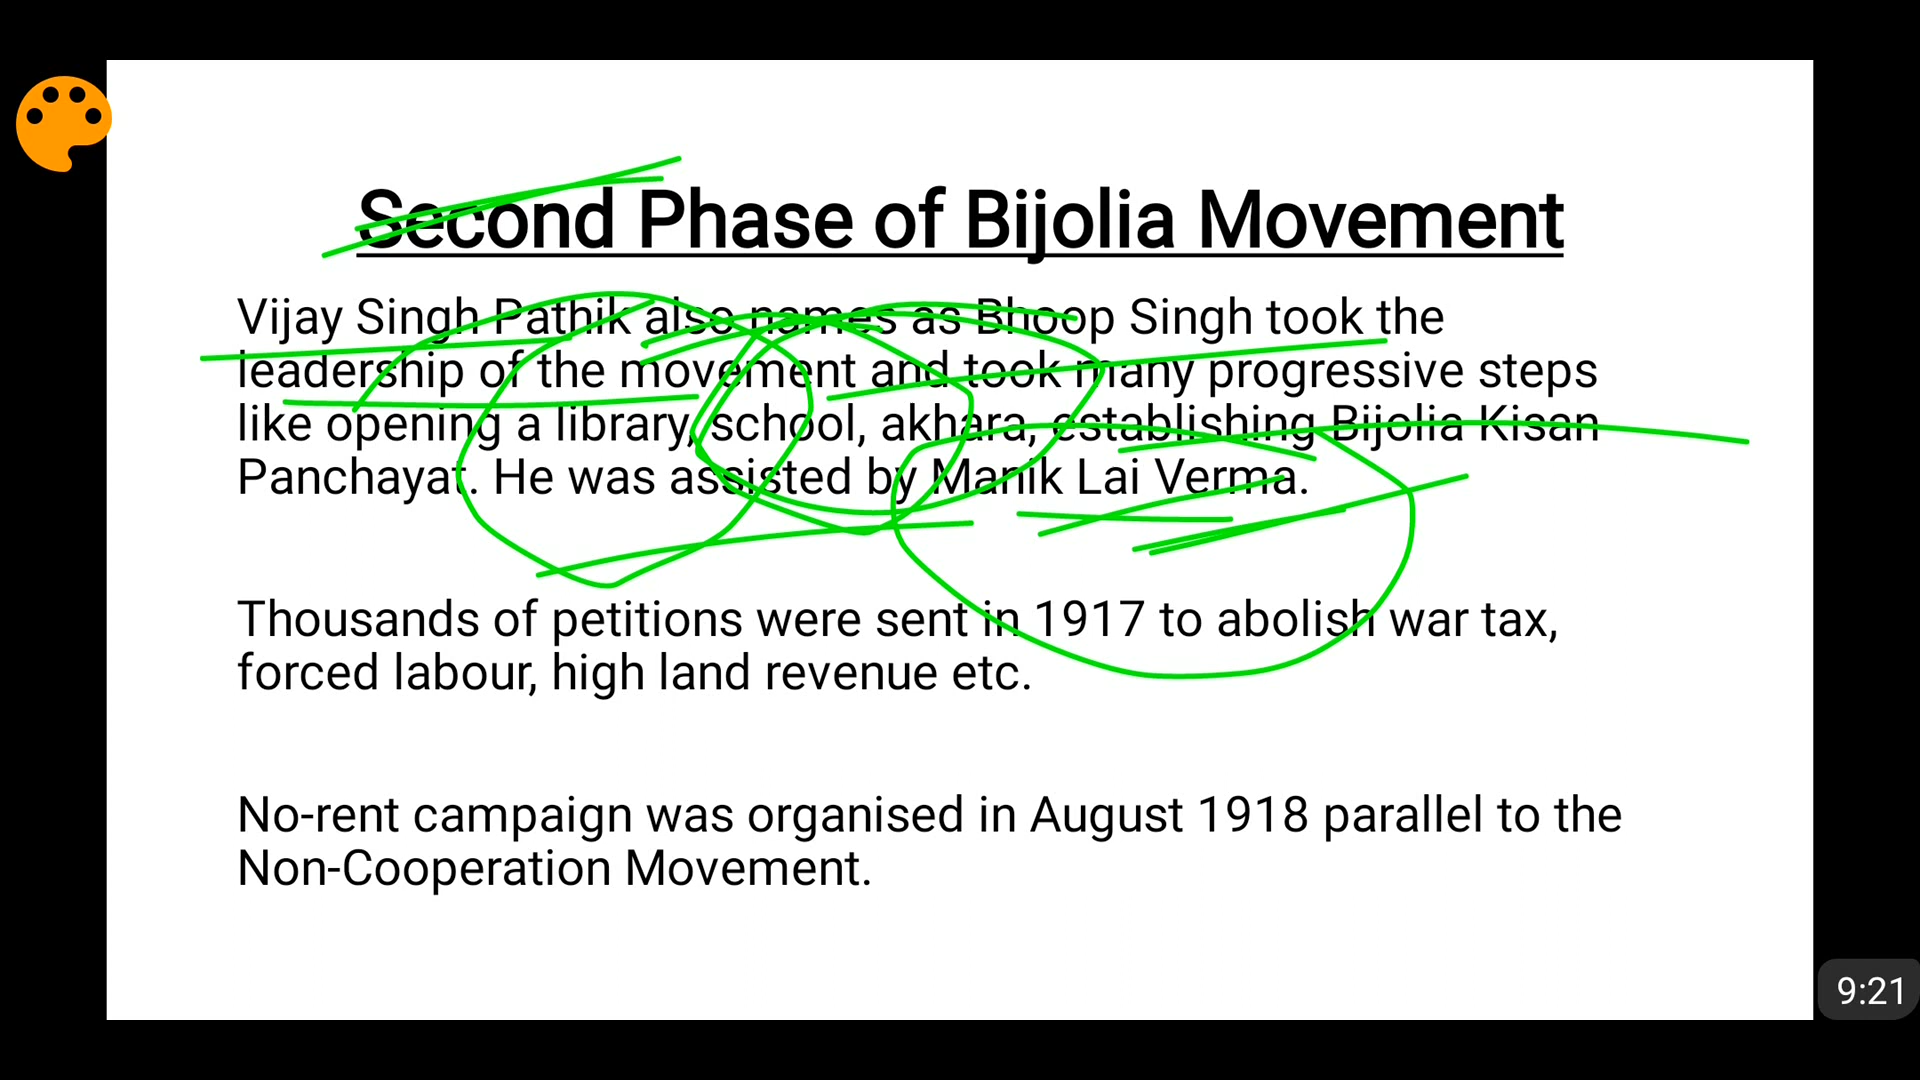 Second Phase of Bijolia Movement
Vijay Singh Pathik also names as Bhoop Singh took the
leadership of the movement and took many progressive steps
like opening a library, school, akhara, establishing Bijolia Kisan
Panchayat. He was assisted by Manik Lai Verma.
Thousands of petitions were sent in 1917 to abolish war tax,
forced labour, high land revenue etc.
No-rent campaign was organised in August 1918 parallel to the
Non-Cooperation Movement.
9:21